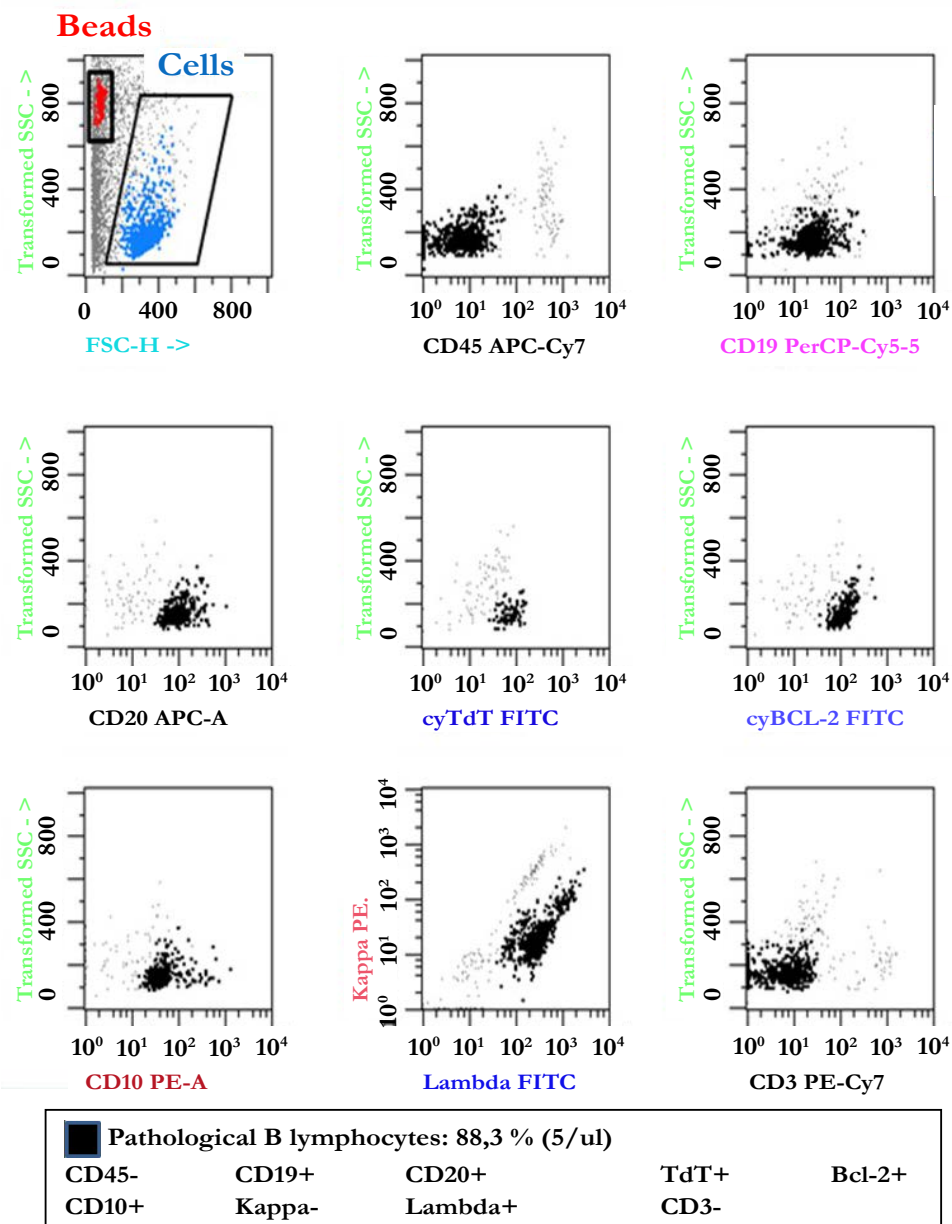 Beads
Cells
Transformed SSC - >
800
400
0
0 400 800
FSC-H ->
Transformed SSC - >
800
400
0
10⁰ 10¹ 10² 10³ 10⁴
CD45 APC-Cy7
Transformed SSC - >
800
400
0
10⁰ 10¹ 10² 10³ 10⁴
CD19 PerCP-Cy5-5
Transformed SSC - >
800
400
0
10⁰ 10¹ 10² 10³ 10⁴
CD20 APC-A
Transformed SSC - >
800
400
0
10⁰ 10¹ 10² 10³ 10⁴
cyTdT FITC
Transformed SSC - >
800
400
0
10⁰ 10¹ 10² 10³ 10⁴
cyBCL-2 FITC
Transformed SSC - >
800
400
0
10⁰ 10¹ 10² 10³ 10⁴
CD10 PE-A
Kappa PE.
10⁴
10³
10²
10¹
10⁰
10⁰ 10¹ 10² 10³ 10⁴
Lambda FITC
Transformed SSC - >
800
400
0
10⁰ 10¹ 10² 10³ 10⁴
CD3 PE-Cy7
Pathological B lymphocytes: 88,3 % (5/ul)
CD45- CD19+ CD20+ TdT+ Bcl-2+
CD10+ Kappa- Lambda+ CD3-